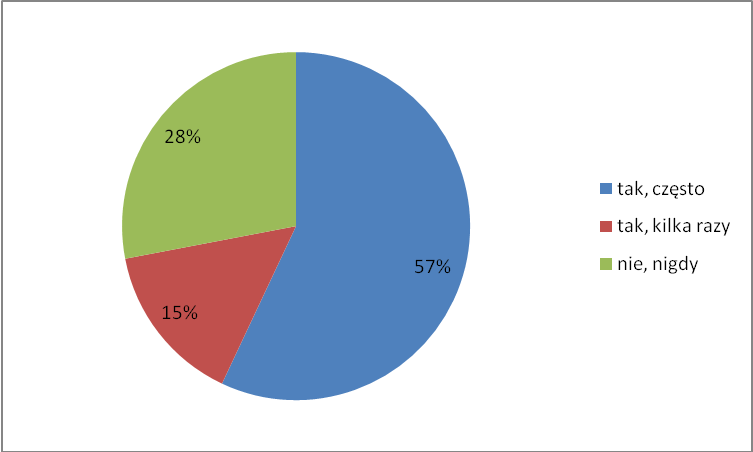 28%
57%
15%
tak, często
tak, kilka razy
nie, nigdy